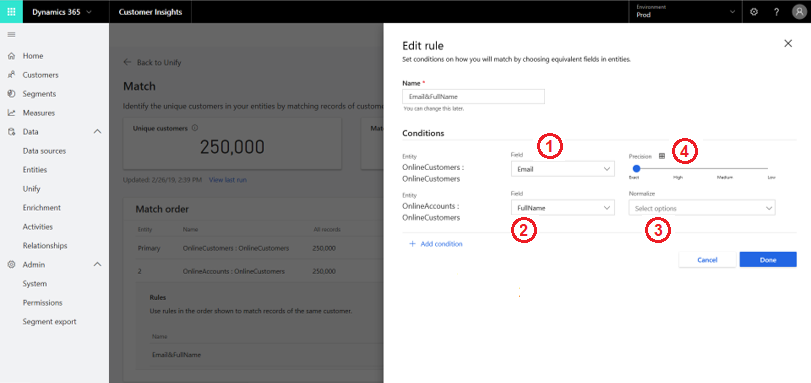 Dynamics 365
Customer Insights
Environment
Prod
?
Home
Customers
Segments
Measures
Data
Data sources
Entities
Unify
Enrichment
Activities
Relationships
Admin
System
Permissions
Segment export
Back to Unify
Match
Identify the unique customers in your entities by matching records of custome
Unique customers
250,000
Mat
Updated: 2/26/19, 2:39 PM View last run
Match order
Entity Name All records
Primary OnlineCustomers : OnlineCustomers 250,000
2 OnlineAccounts : OnlineCustomers 250,000
Rules
Use rules in the order shown to match records of the same customer.
Name
Email&FullName
Edit rule
Set conditions on how you will match by choosing equivalent fields in entities.
Name *
Email&FullName
You can change this later.
Conditions
Entity
OnlineCustomers :
OnlineCustomers
Field
1
Email
Precision
4
Exact High Medium Low
Entity
OnlineAccounts :
OnlineCustomers
Field
FullName
2
Normalize
Select options
3
+ Add condition
Cancel
Done